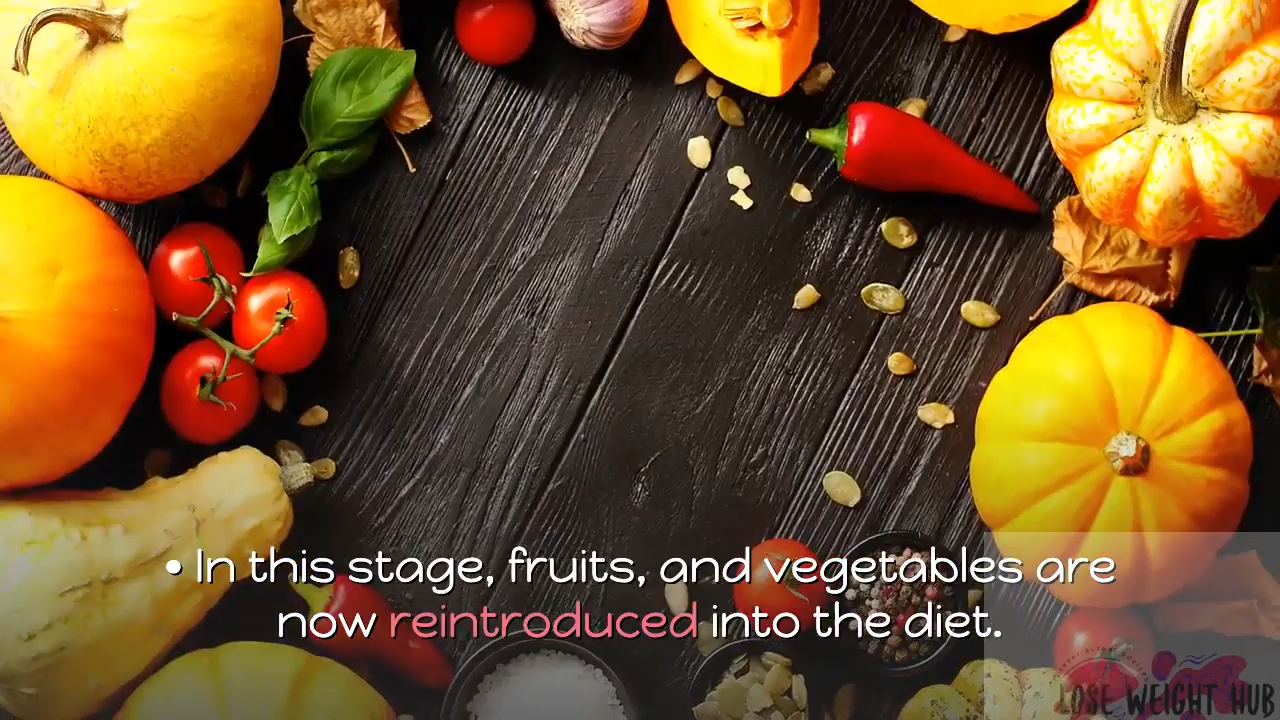 • In this stage, fruits, and vegetables are
now reintroduced into the diet.
LOSE WEIGHT HUB